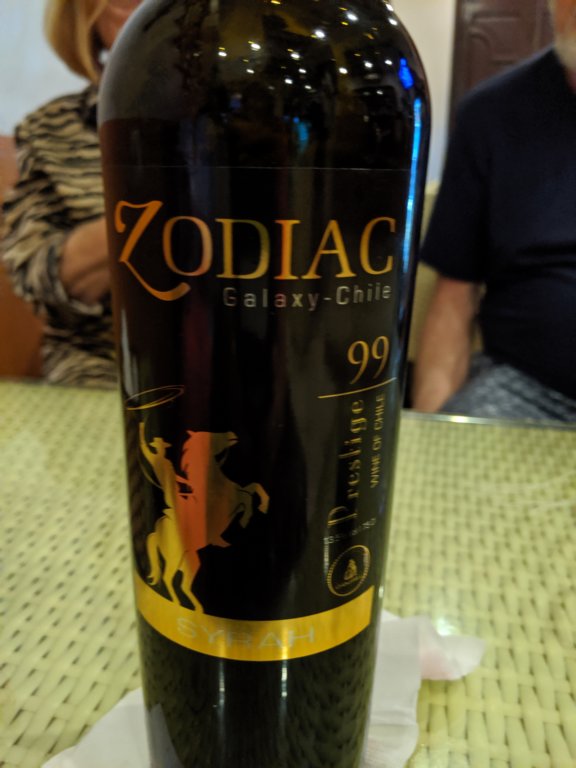 ZODIAC
Galaxy-Chile
99
Prestige
WINE OF CHILE
SYRAH